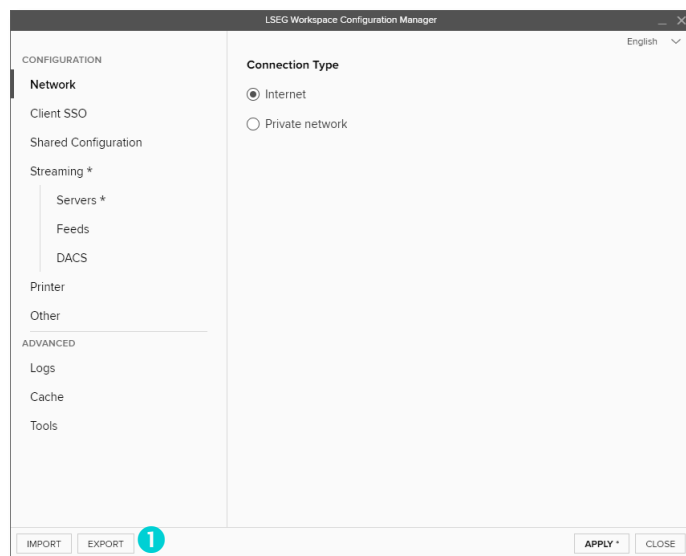 LSEG Workspace Configuration Manager
English
CONFIGURATION
Network
Client SSO
Shared Configuration
Streaming *
Servers *
Feeds
DACS
Printer
Other
ADVANCED
Logs
Cache
Tools
Connection Type
Internet
Private network
IMPORT EXPORT 1 APPLY * CLOSE